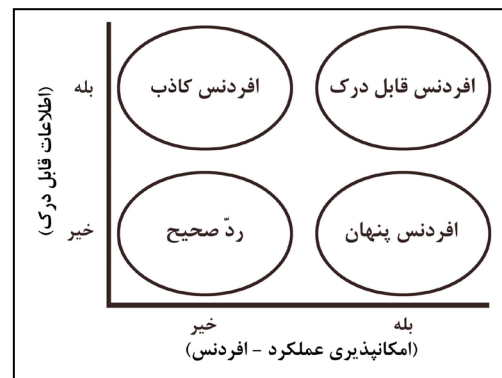 افردنس قابل درک
افردنس کاذب
بله
(اطلاعات قابل درک)
افردنس پنهان
ردّ صحیح
خیر
بله
خیر
(امکانپذیری عملکرد - افردنس)